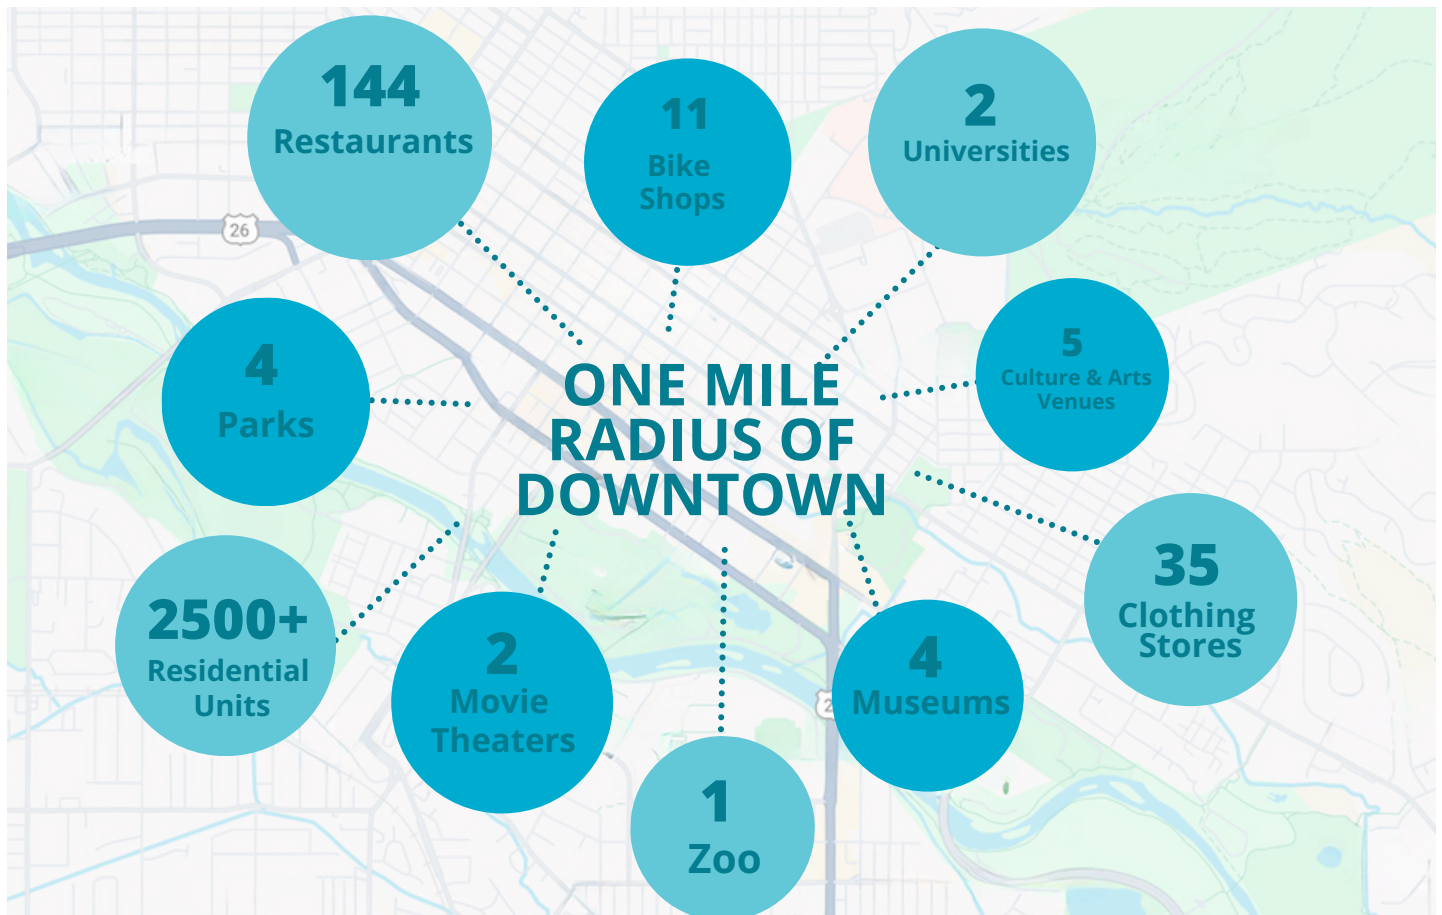 144
Restaurants
11
Bike
Shops
2
Universities
26
4
Parks
ONE MILE
RADIUS OF
DOWNTOWN
5
Culture & Arts
Venues
2500+
Residential
Units
2
Movie
Theaters
1
Zoo
4
Museums
35
Clothing
Stores